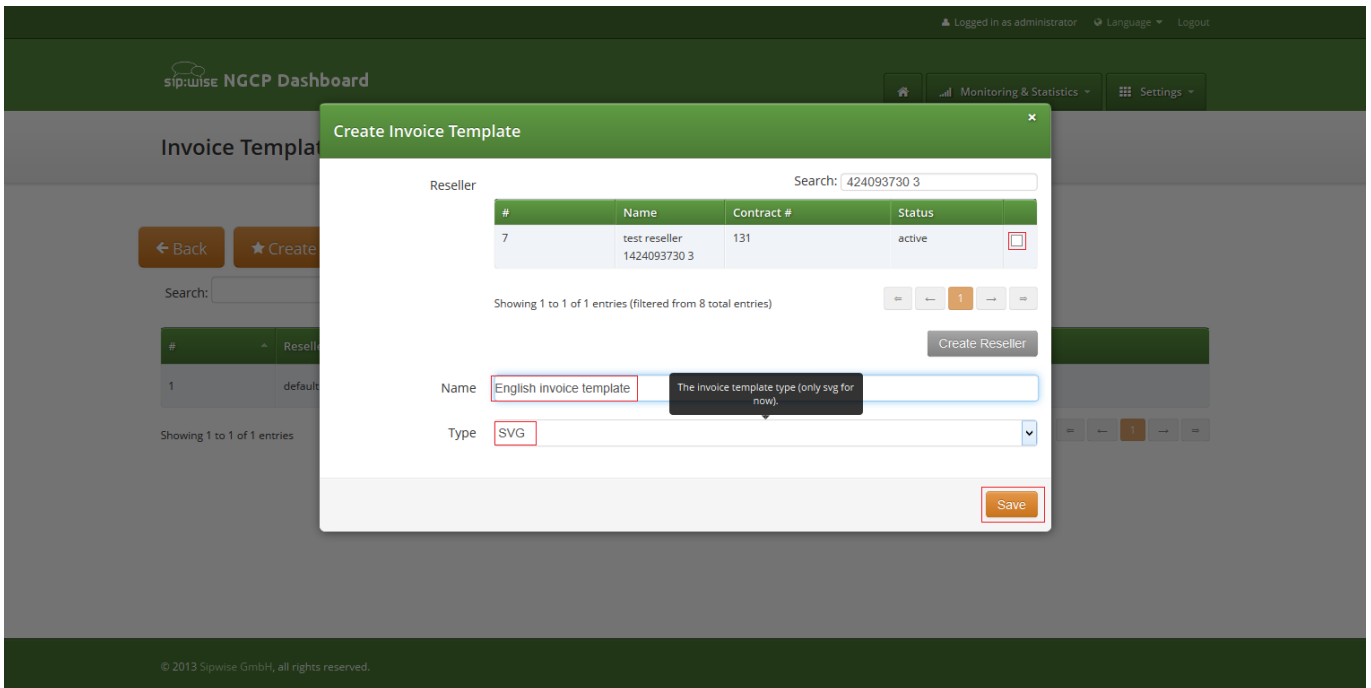 Logged in as administrator Language Logout
sip:wise NGCP Dashboard
Monitoring & Statistics Settings
Create Invoice Template ×
Invoice Templat
Reseller Search: 424093730 3
# Name Contract # Status
7 test reseller 131 active
1424093730 3
Back Create
Search:
Showing 1 to 1 of 1 entries (filtered from 8 total entries) ⇐ ← 1 → ⇒
Create Reseller
# Reselle
1 default
Name English invoice template
The invoice template type (only svg for
now).
Type SVG
Showing 1 to 1 of 1 entries ⇐ ← 1 → ⇒
Save
© 2013 Sipwise GmbH, all rights reserved.